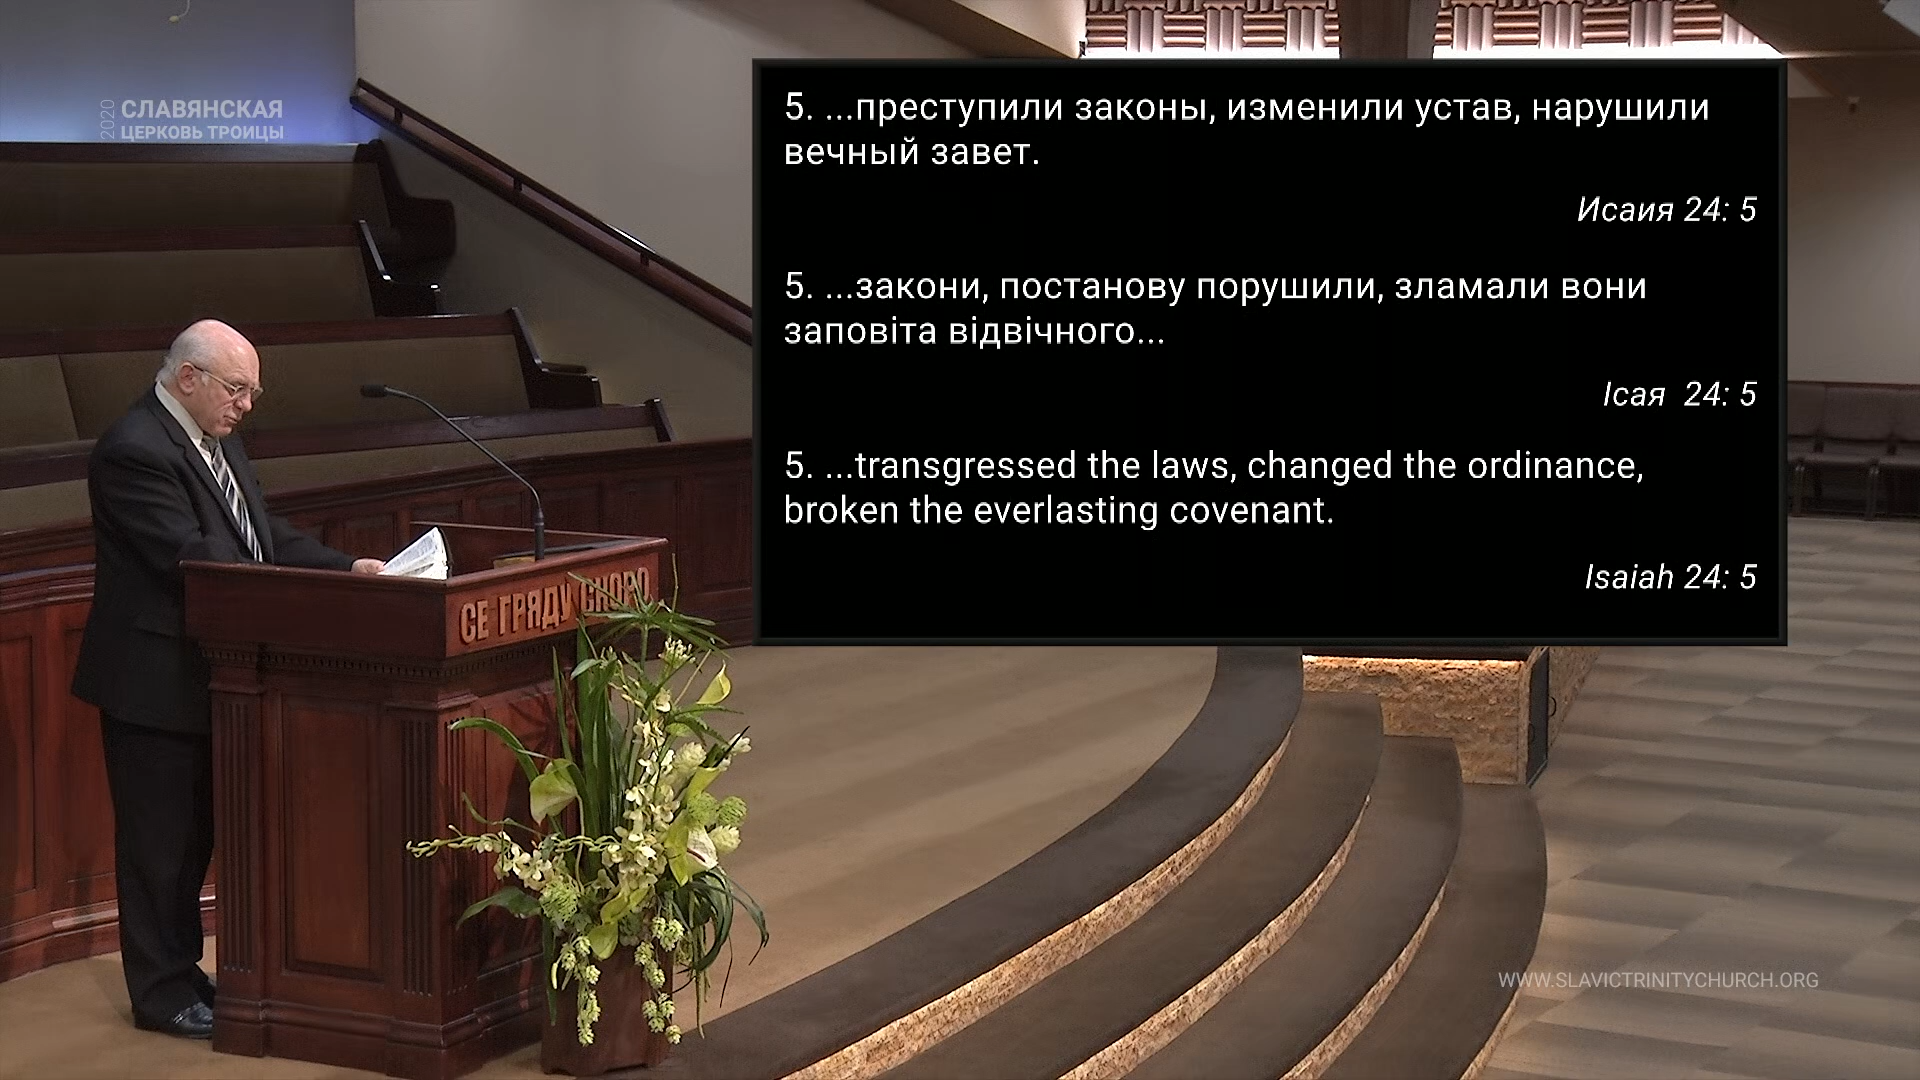 2020
СЛАВЯНСКАЯ
ЦЕРКОВЬ ТРОИЦЫ
5. ...преступили законы, изменили устав, нарушили
вечный завет.
Исаия 24: 5
5. ...закони, постанову порушили, зламали вони
заповіта відвічного...
Ісая 24: 5
5. ...transgressed the laws, changed the ordinance,
broken the everlasting covenant.
Isaiah 24: 5
СЕ ГРЯДУ СКОРО
WWW.SLAVICTRINITYCHURCH.ORG